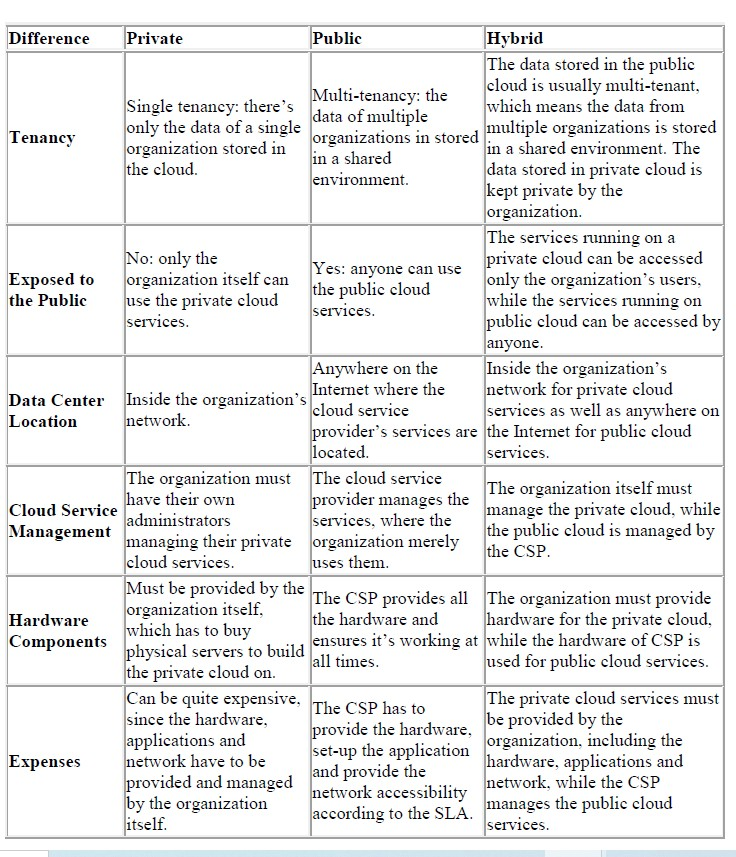 Difference Private Public Hybrid
Tenancy
Single tenancy: there's
only the data of a single
organization stored in
the cloud.
Multi-tenancy: the
data of multiple
organizations in stored
in a shared
environment.
The data stored in the public
cloud is usually multi-tenant,
which means the data from
multiple organizations is stored
in a shared environment. The
data stored in private cloud is
kept private by the
organization.
Exposed to
the Public
No: only the
organization itself can
use the private cloud
services.
Yes: anyone can use
the public cloud
services.
The services running on a
private cloud can be accessed
only the organization's users,
while the services running on
public cloud can be accessed by
anyone.
Data Center
Location
Inside the organization's
network.
Anywhere on the
Internet where the
cloud service
provider's services are
located.
Inside the organization's
network for private cloud
services as well as anywhere on
the Internet for public cloud
services.
Cloud Service
Management
The organization must
have their own
administrators
managing their private
cloud services.
The cloud service
provider manages the
services, where the
organization merely
uses them.
The organization itself must
manage the private cloud, while
the public cloud is managed by
the CSP.
Hardware
Components
Must be provided by the
organization itself,
which has to buy
physical servers to build
the private cloud on.
The CSP provides all
the hardware and
ensures it's working at
all times.
The organization must provide
hardware for the private cloud,
while the hardware of CSP is
used for public cloud services.
Expenses
Can be quite expensive,
since the hardware,
applications and
network have to be
provided and managed
by the organization
itself.
The CSP has to
provide the hardware,
set-up the application
and provide the
network accessibility
according to the SLA.
The private cloud services must
be provided by the
organization, including the
hardware, applications and
network, while the CSP
manages the public cloud
services.